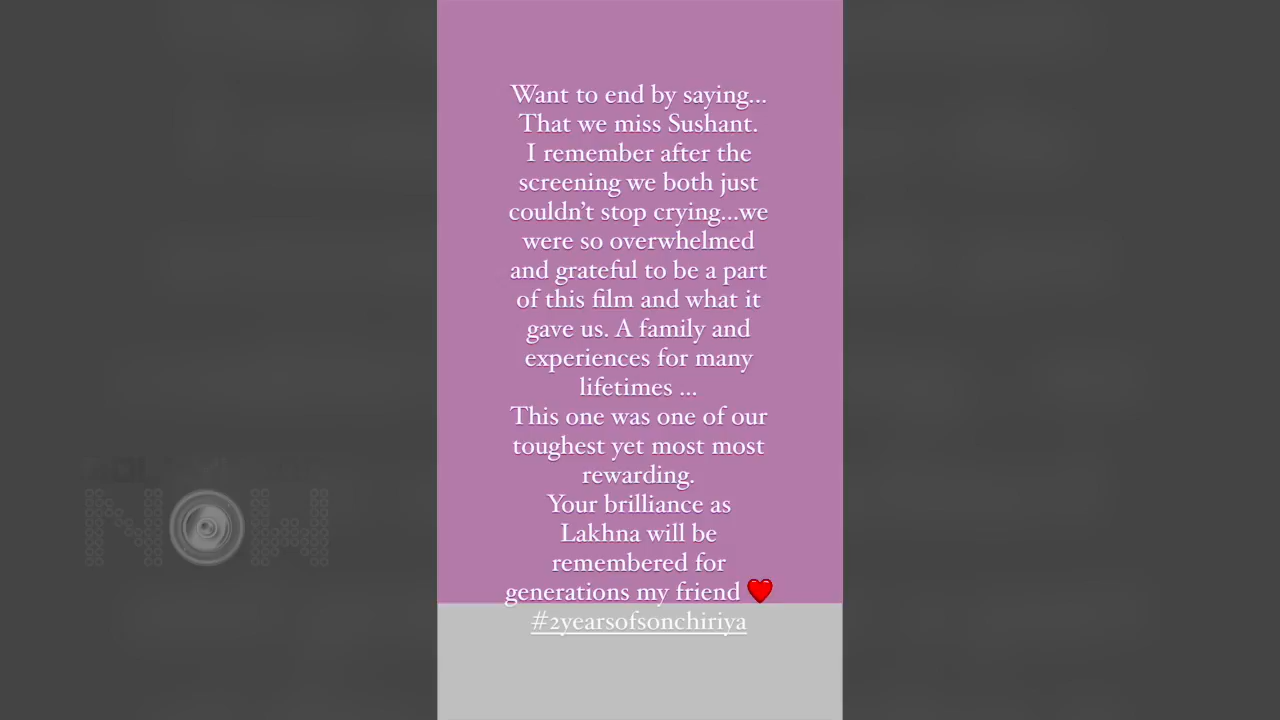 Want to end by saying...
That we miss Sushant.
I remember after the
screening we both just
couldn't stop crying...we
were so overwhelmed
and grateful to be a part
of this film and what it
gave us. A family and
experiences for many
lifetimes ...
This one was one of our
toughest yet most most
rewarding.
Your brilliance as
Lakhna will be
remembered for
generations my friend ❤️
#2yearsofsonchiriya
NOW